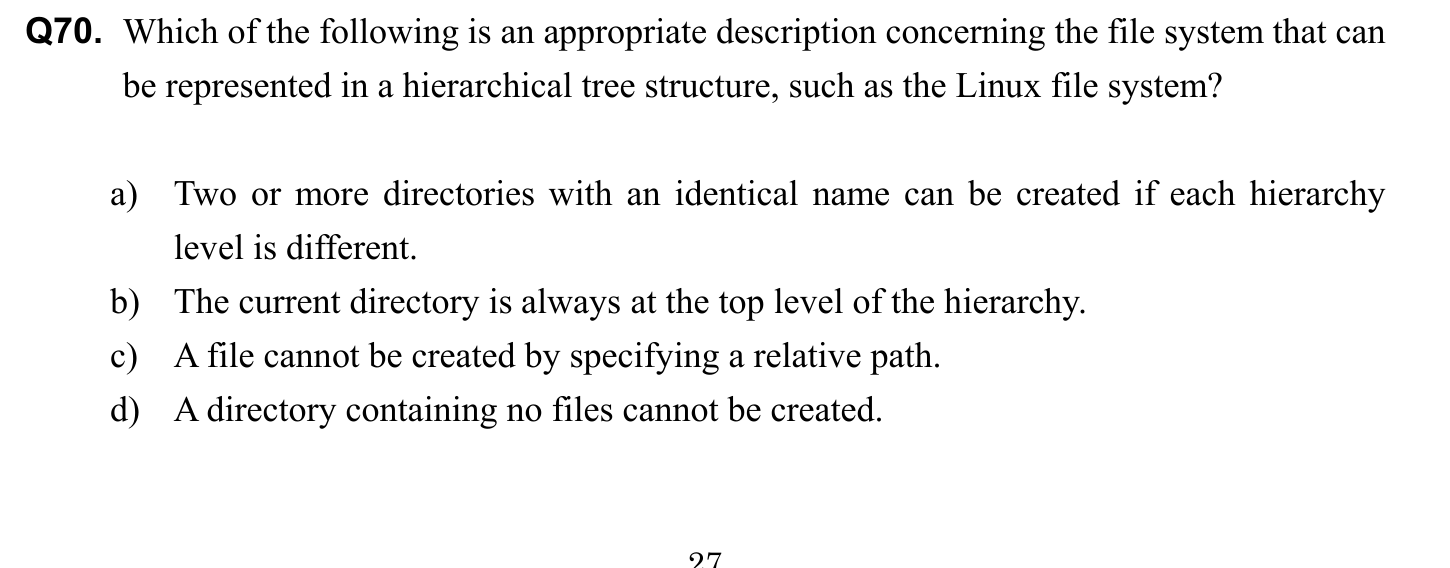 Q70. Which of the following is an appropriate description concerning the file system that can
be represented in a hierarchical tree structure, such as the Linux file system?
a) Two or more directories with an identical name can be created if each hierarchy
level is different.
b) The current directory is always at the top level of the hierarchy.
c) A file cannot be created by specifying a relative path.
d) A directory containing no files cannot be created.
27